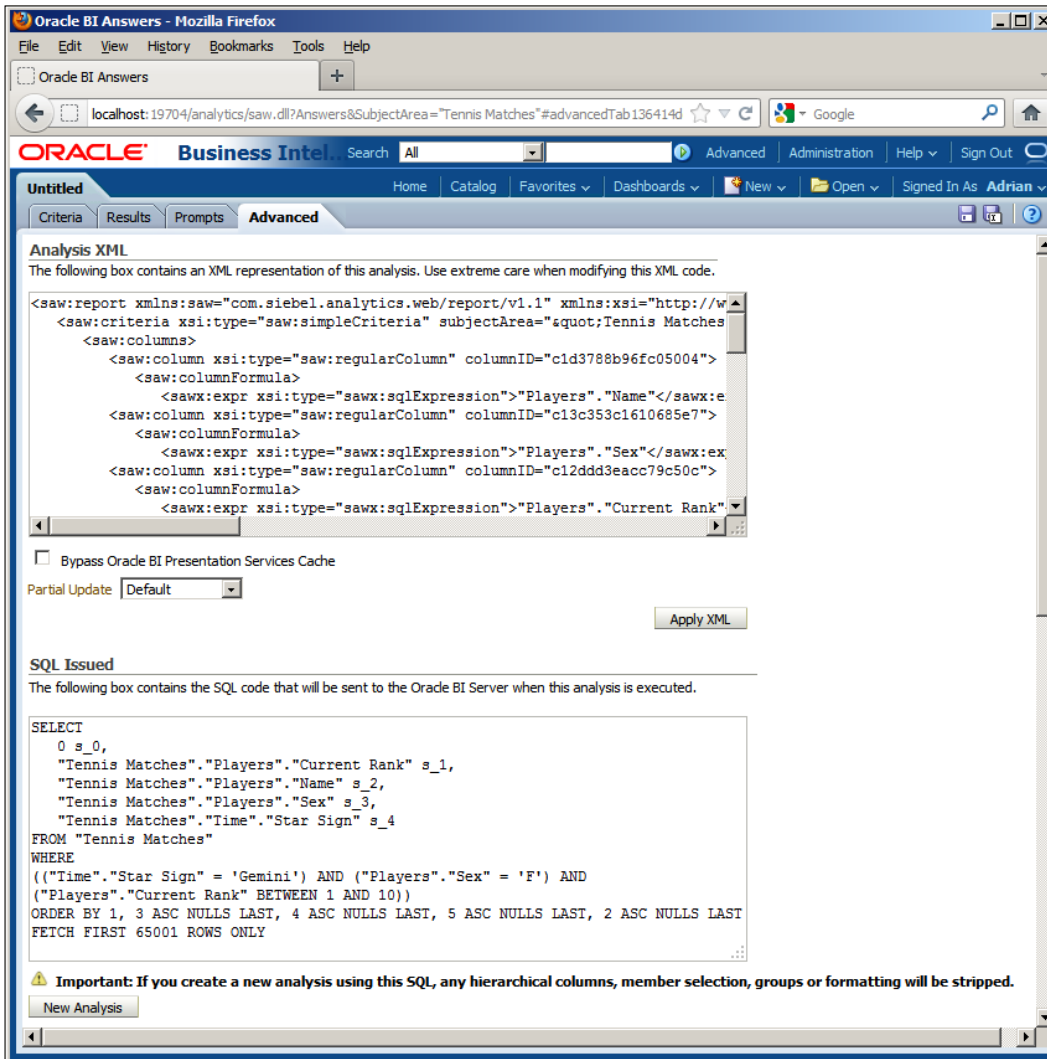 Oracle BI Answers - Mozilla Firefox
File Edit View History Bookmarks Tools Help
Oracle BI Answers +
localhost:19704/analytics/saw.dll?Answers&SubjectArea="Tennis Matches"#advancedTab136414d Google
ORACLE Business Intel.. Search All Advanced Administration Help Sign Out
Untitled Home Catalog Favorites Dashboards New Open Signed In As Adrian
Criteria Results Prompts Advanced
Analysis XML
The following box contains an XML representation of this analysis. Use extreme care when modifying this XML code.
<saw:report xmlns:saw="com.siebel.analytics.web/report/v1.1" xmlns:xsi="http://w
<saw:criteria xsi:type="saw:simpleCriteria" subjectArea="&quot;Tennis Matches
<saw:columns>
<saw:column xsi:type="saw:regularColumn" columnID="c1d3788b96fc05004">
<saw:columnFormula>
<sawx:expr xsi:type="sawx:sqlExpression">"Players"."Name"</sawx:e
<saw:column xsi:type="saw:regularColumn" columnID="c13c353c1610685e7">
<saw:columnFormula>
<sawx:expr xsi:type="sawx:sqlExpression">"Players"."Sex"</sawx:ex
<saw:column xsi:type="saw:regularColumn" columnID="c12ddd3eacc79c50c">
<saw:columnFormula>
<sawx:expr xsi:type="sawx:sqlExpression">"Players"."Current Rank"
Bypass Oracle BI Presentation Services Cache
Partial Update Default
Apply XML
SQL Issued
The following box contains the SQL code that will be sent to the Oracle BI Server when this analysis is executed.
SELECT
0 s_0,
"Tennis Matches"."Players"."Current Rank" s_1,
"Tennis Matches"."Players"."Name" s_2,
"Tennis Matches"."Players"."Sex" s_3,
"Tennis Matches"."Time"."Star Sign" s_4
FROM "Tennis Matches"
WHERE
(("Time"."Star Sign" = 'Gemini') AND ("Players"."Sex" = 'F') AND
("Players"."Current Rank" BETWEEN 1 AND 10))
ORDER BY 1, 3 ASC NULLS LAST, 4 ASC NULLS LAST, 5 ASC NULLS LAST, 2 ASC NULLS LAST
FETCH FIRST 65001 ROWS ONLY
Important: If you create a new analysis using this SQL, any hierarchical columns, member selection, groups or formatting will be stripped.
New Analysis